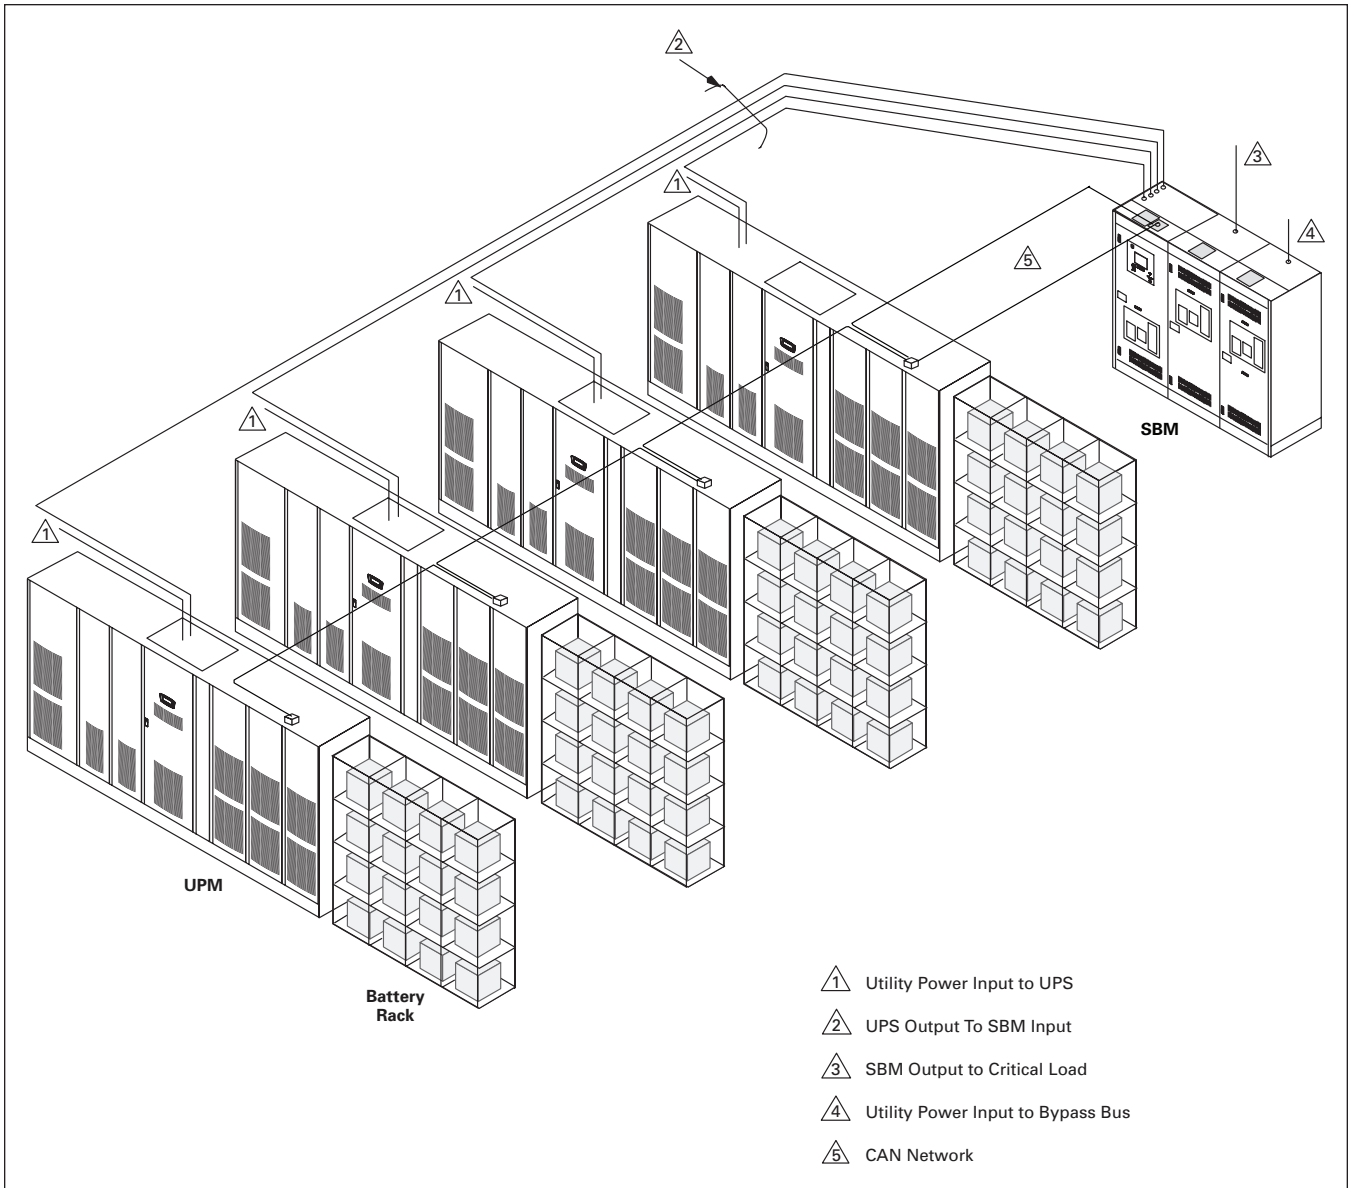 2
1
3
4
5
1
1
1
SBM
UPM
Battery
Rack
1 Utility Power Input to UPS
2 UPS Output To SBM Input
3 SBM Output to Critical Load
4 Utility Power Input to Bypass Bus
5 CAN Network